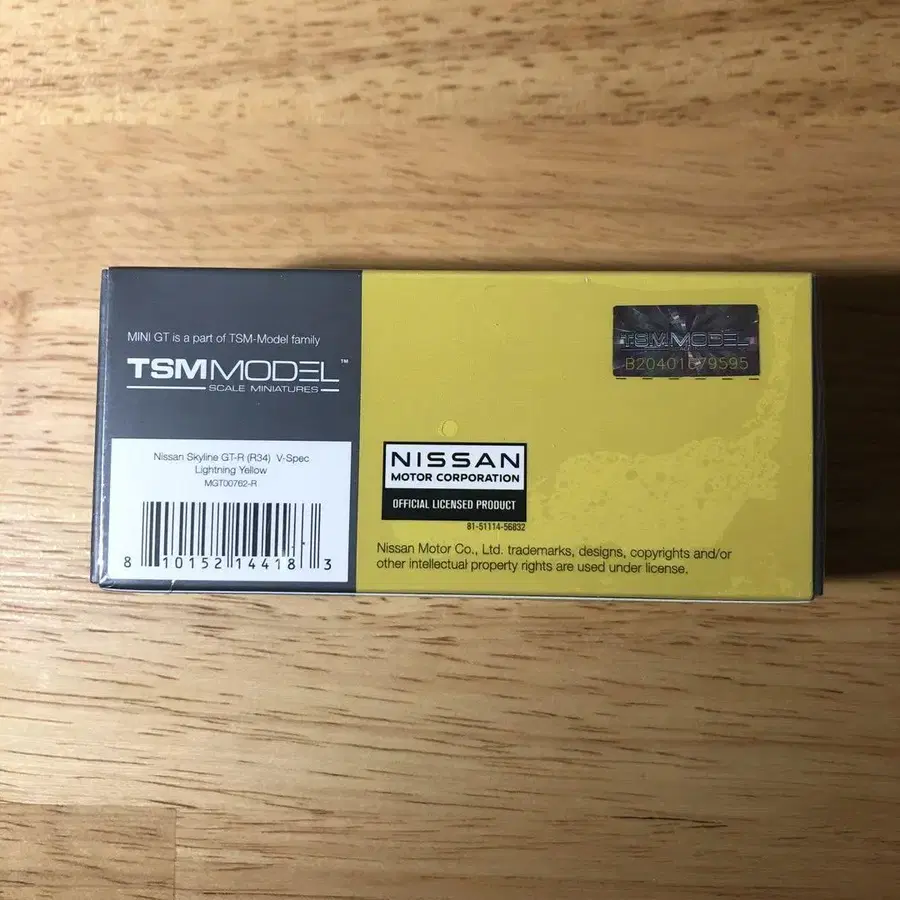 MINI GT is a part of TSM-Model family
TSMMODEL™
SCALE MINIATURES
Nissan Skyline GT-R (R34) V-Spec
Lightning Yellow
MGT00762-R
8 10152 14418 3
TSMMODEL
B20401679595
NISSAN
MOTOR CORPORATION
OFFICIAL LICENSED PRODUCT
81-51114-56832
Nissan Motor Co., Ltd. trademarks, designs, copyrights and/or
other intellectual property rights are used under license.